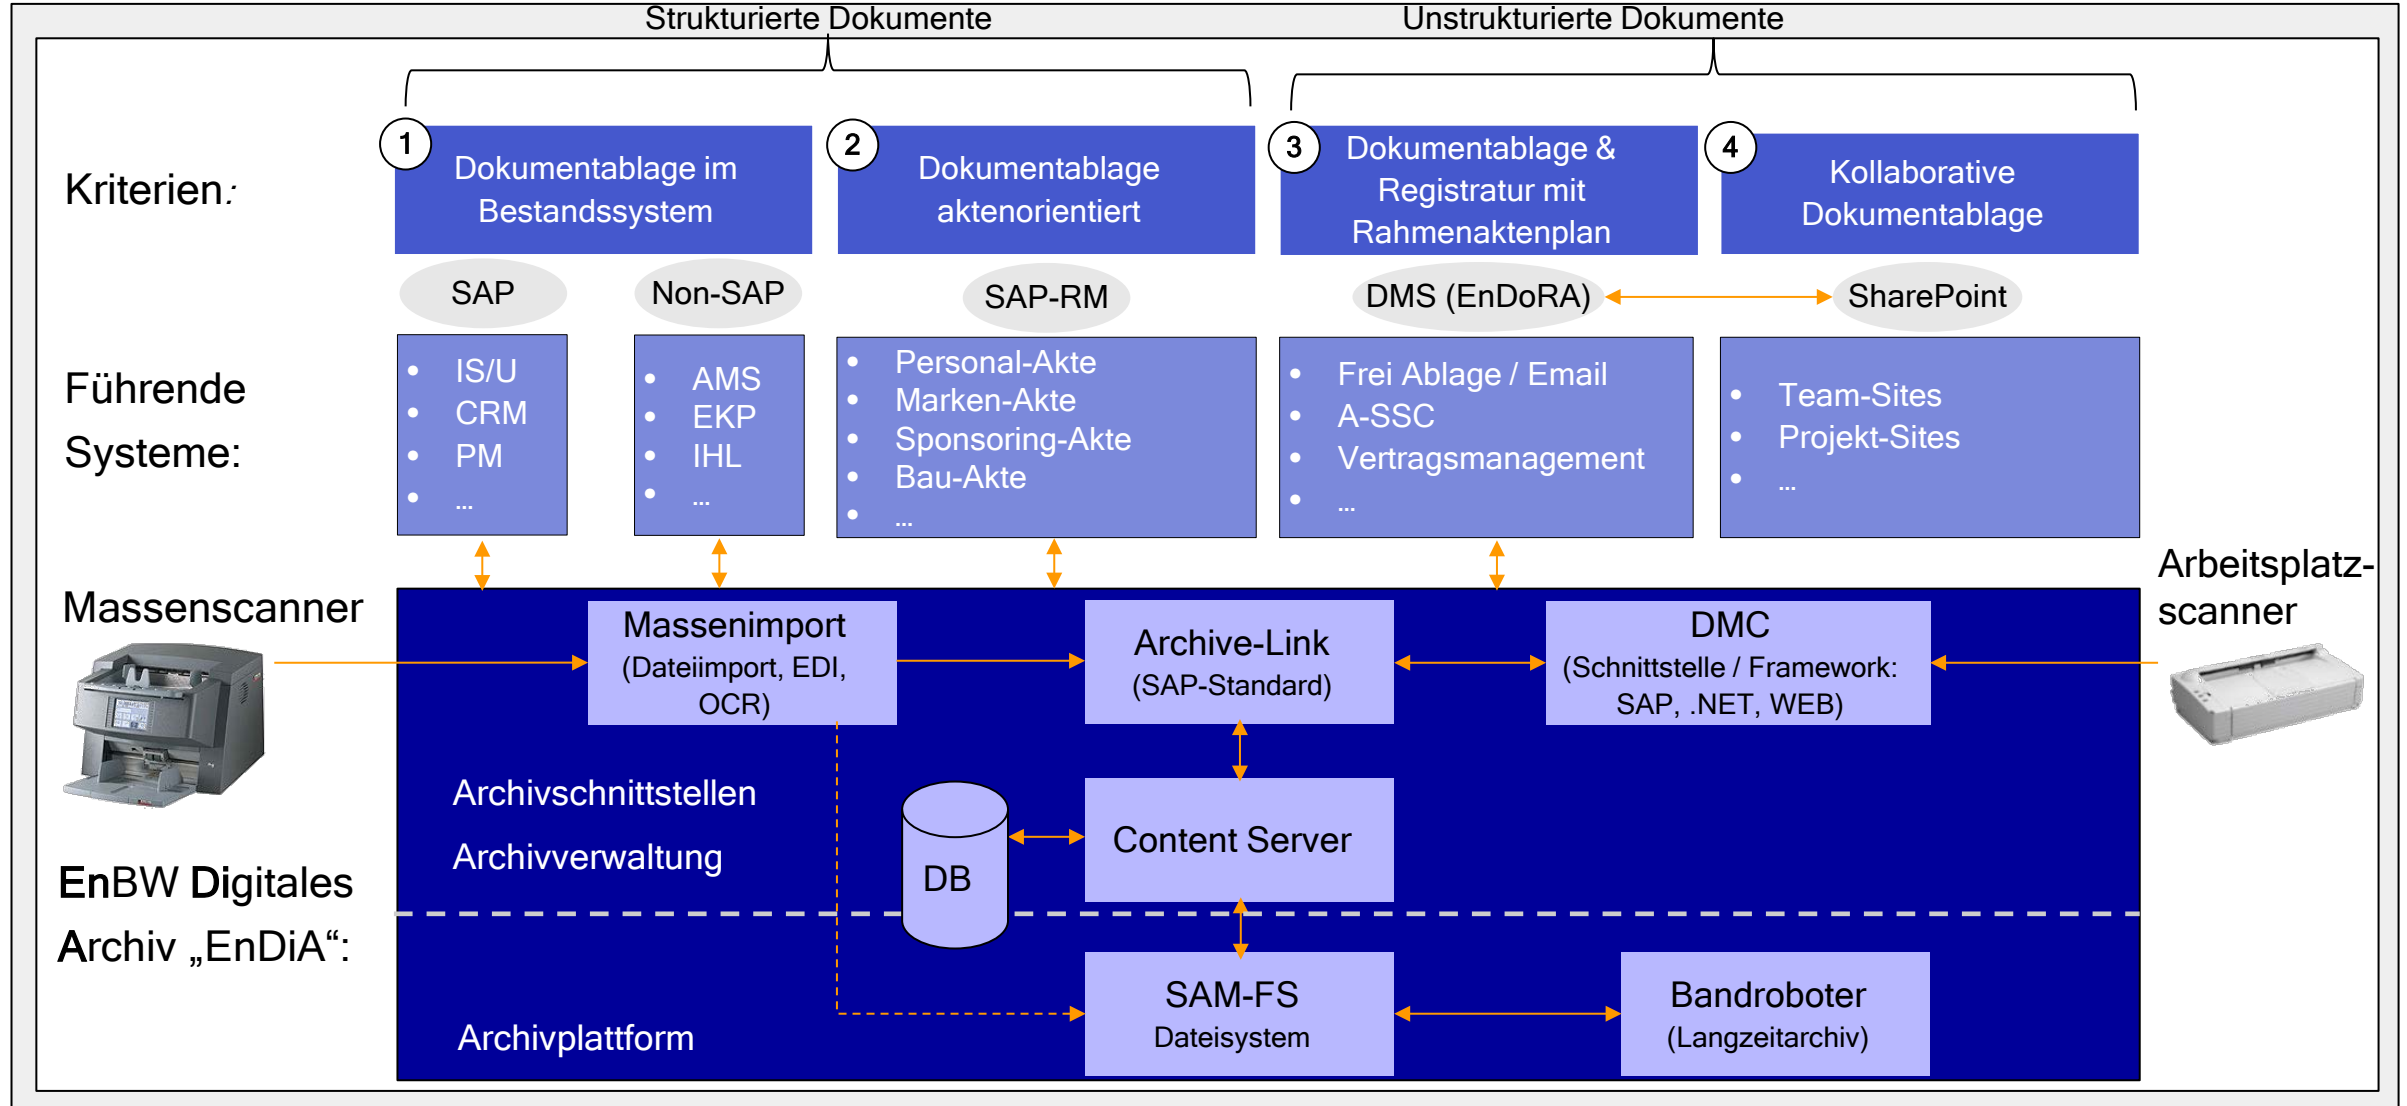 Strukturierte Dokumente
Unstrukturierte Dokumente
Kriterien:
1
Dokumentablage im
Bestandssystem
2
Dokumentablage
aktenorientiert
3
Dokumentablage &
Registratur mit
Rahmenaktenplan
4
Kollaborative
Dokumentablage
SAP
Non-SAP
SAP-RM
DMS (EnDoRA)
SharePoint
Führende
Systeme:
• IS/U
• CRM
• PM
• ...
• AMS
• EKP
• IHL
• ...
• Personal-Akte
• Marken-Akte
• Sponsoring-Akte
• Bau-Akte
• ...
• Frei Ablage / Email
• A-SSC
• Vertragsmanagement
• ...
• Team-Sites
• Projekt-Sites
• ...
Massenscanner
Arbeitsplatz-
scanner
Massenimport
(Dateiimport, EDI,
OCR)
Archive-Link
(SAP-Standard)
DMC
(Schnittstelle / Framework:
SAP, .NET, WEB)
Archivschnittstellen
Archivverwaltung
DB
Content Server
EnBW Digitales
Archiv „EnDiA“:
Archivplattform
SAM-FS
Dateisystem
Bandroboter
(Langzeitarchiv)